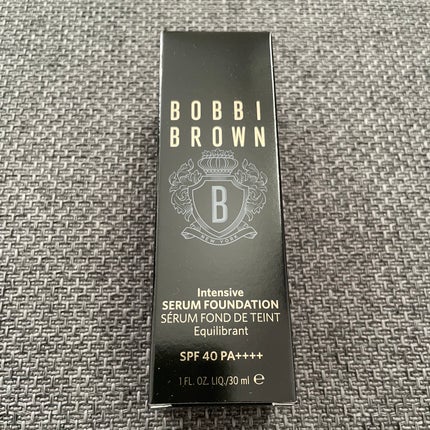 BOBBI
BROWN
B
NEW YORK
Intensive
SERUM FOUNDATION
SÉRUM FOND DE TEINT
Equilibrant
SPF 40 PA++++
1 FL. OZ. LIQ./30 ml ℮